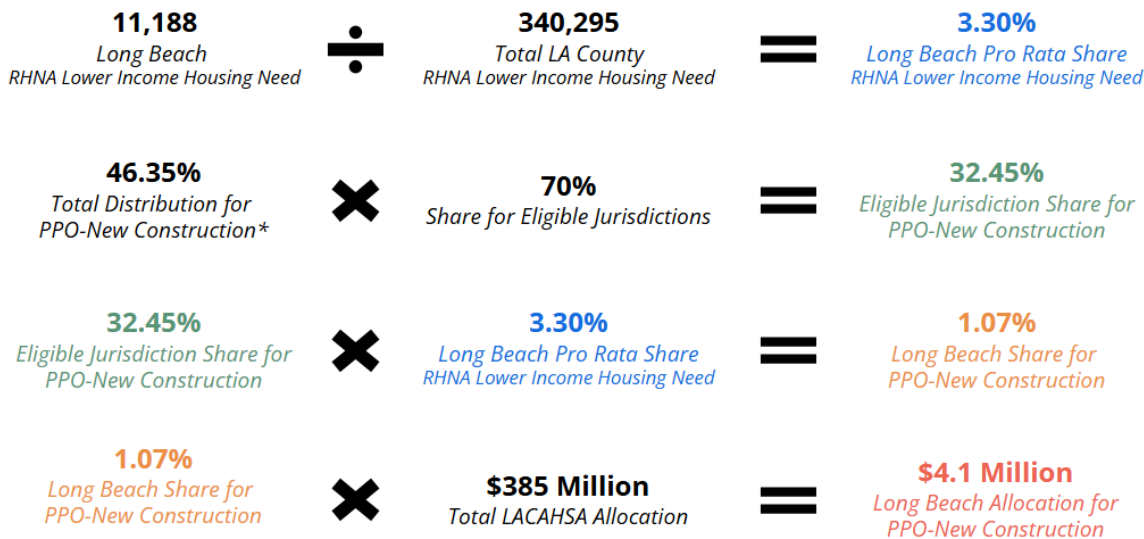 11,188
Long Beach
RHNA Lower Income Housing Need
÷
340,295
Total LA County
RHNA Lower Income Housing Need
=
3.30%
Long Beach Pro Rata Share
RHNA Lower Income Housing Need
46.35%
Total Distribution for
PPO-New Construction*
×
70%
Share for Eligible Jurisdictions
=
32.45%
Eligible Jurisdiction Share for
PPO-New Construction
32.45%
Eligible Jurisdiction Share for
PPO-New Construction
×
3.30%
Long Beach Pro Rata Share
RHNA Lower Income Housing Need
=
1.07%
Long Beach Share for
PPO-New Construction
1.07%
Long Beach Share for
PPO-New Construction
×
$385 Million
Total LACAHSA Allocation
=
$4.1 Million
Long Beach Allocation for
PPO-New Construction